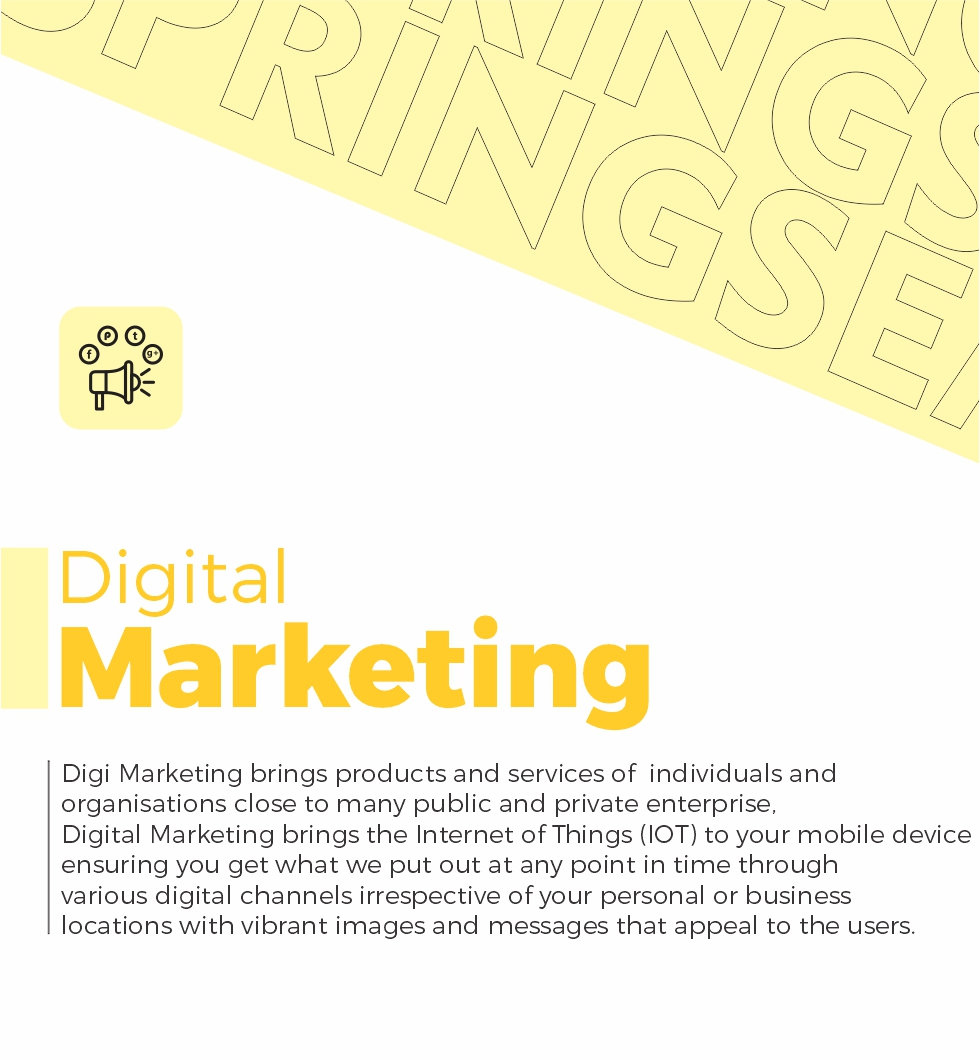 SPRiNGSEA
Digital
Marketing
Digi Marketing brings products and services of individuals and
organisations close to many public and private enterprise,
Digital Marketing brings the Internet of Things (IOT) to your mobile device
ensuring you get what we put out at any point in time through
various digital channels irrespective of your personal or business
locations with vibrant images and messages that appeal to the users.